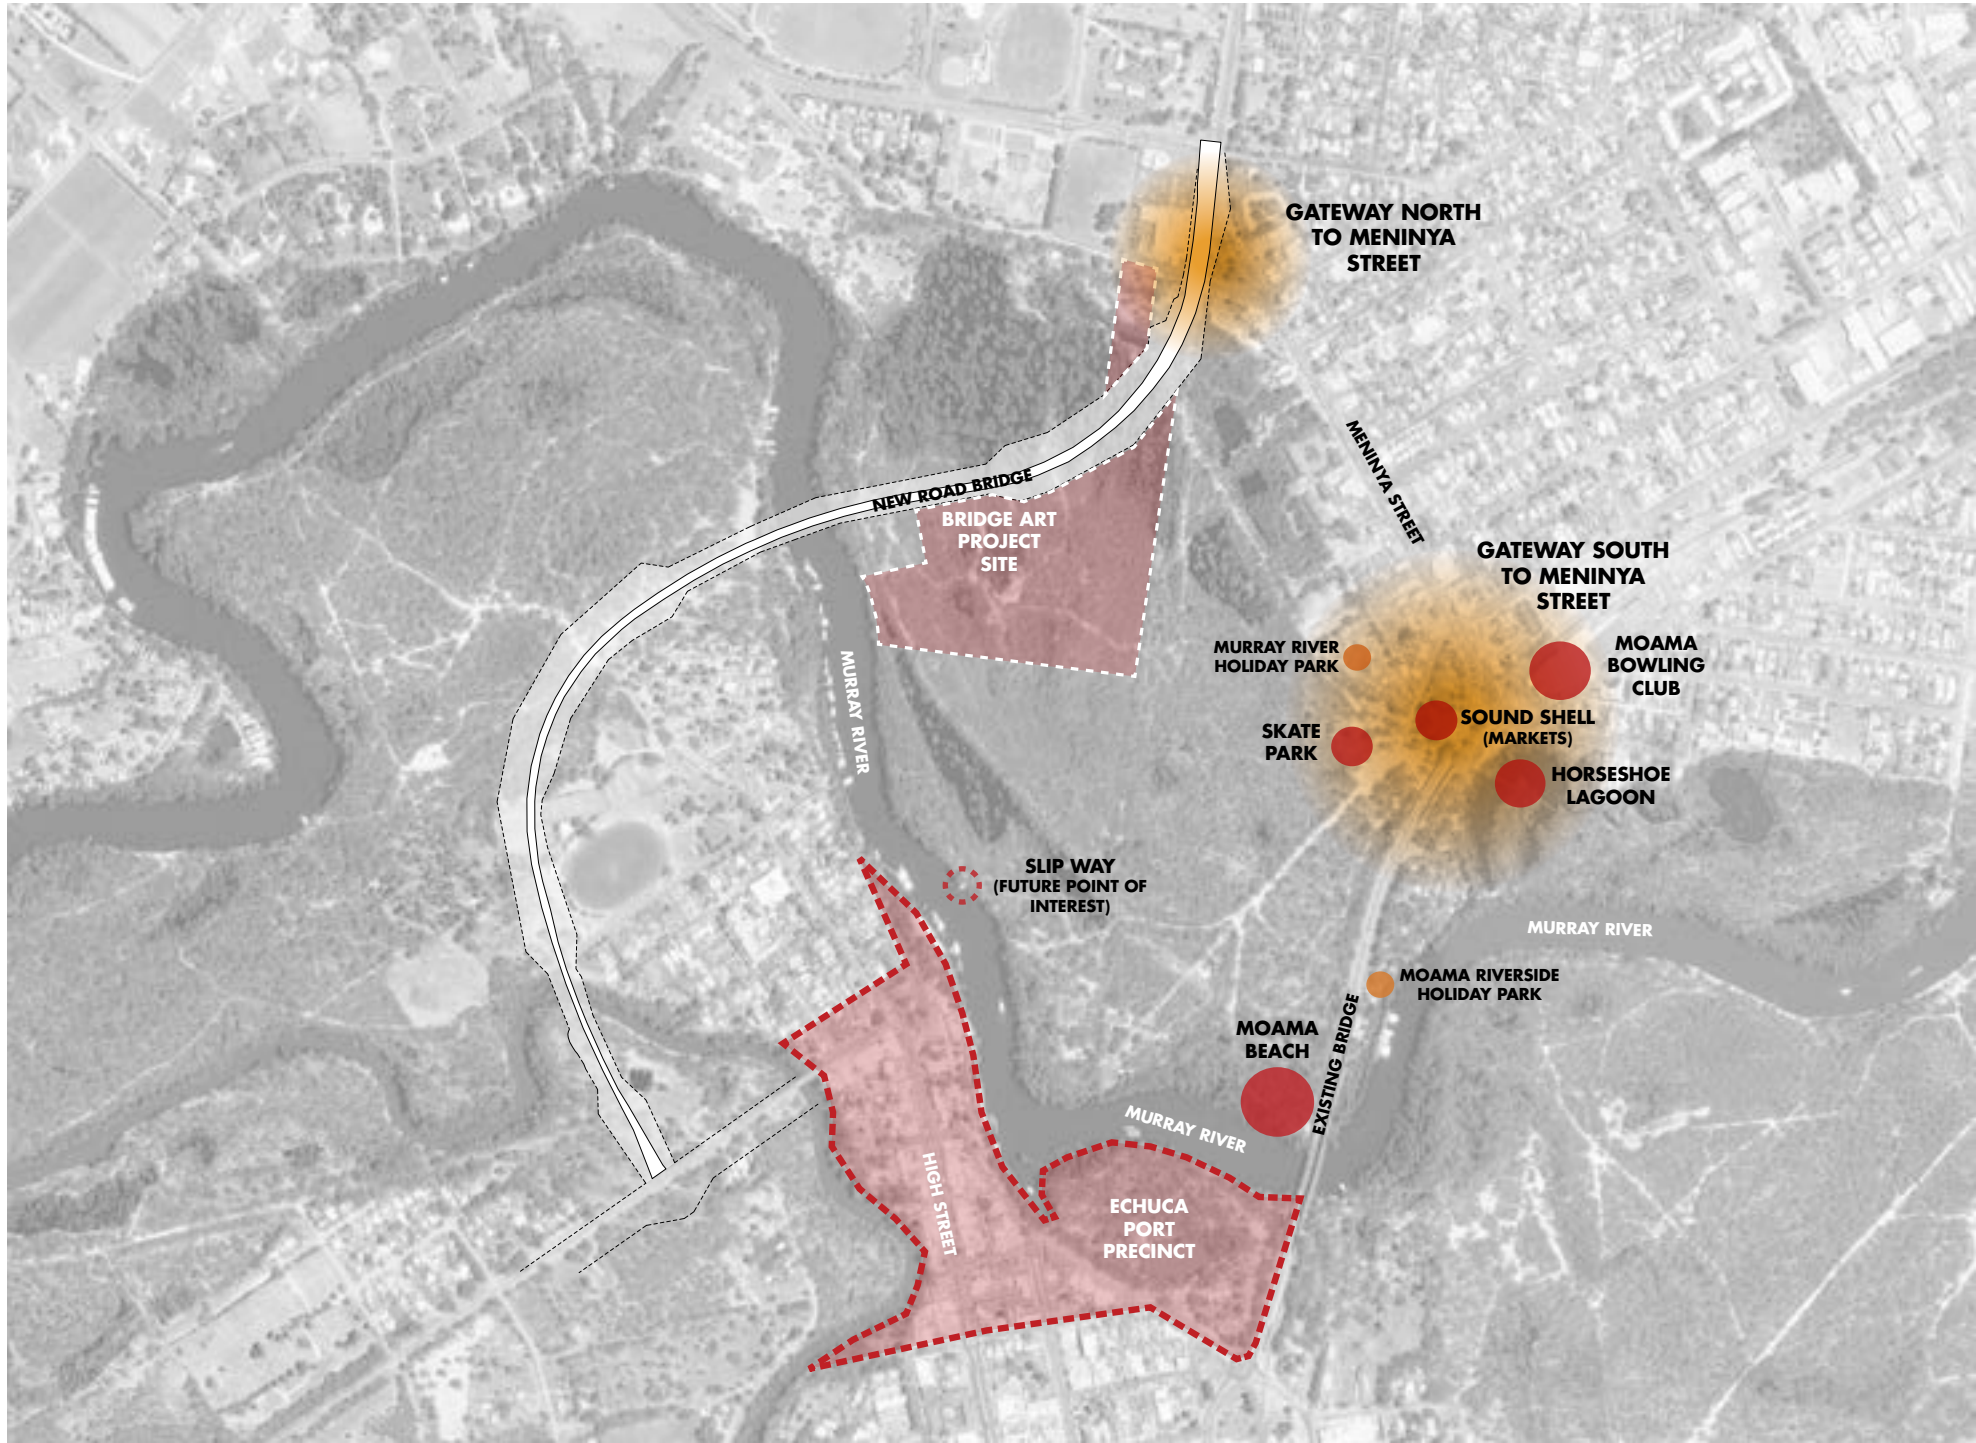 GATEWAY NORTH
TO MENINYA
STREET
MENINYA STREET
NEW ROAD BRIDGE
BRIDGE ART
PROJECT
SITE
GATEWAY SOUTH
TO MENINYA
STREET
MURRAY RIVER
HOLIDAY PARK
MOAMA
BOWLING
CLUB
SOUND SHELL
(MARKETS)
SKATE
PARK
HORSESHOE
LAGOON
MURRAY RIVER
SLIP WAY
(FUTURE POINT OF
INTEREST)
MURRAY RIVER
MOAMA RIVERSIDE
HOLIDAY PARK
MOAMA
BEACH
EXISTING BRIDGE
MURRAY RIVER
HIGH STREET
ECHUCA
PORT
PRECINCT